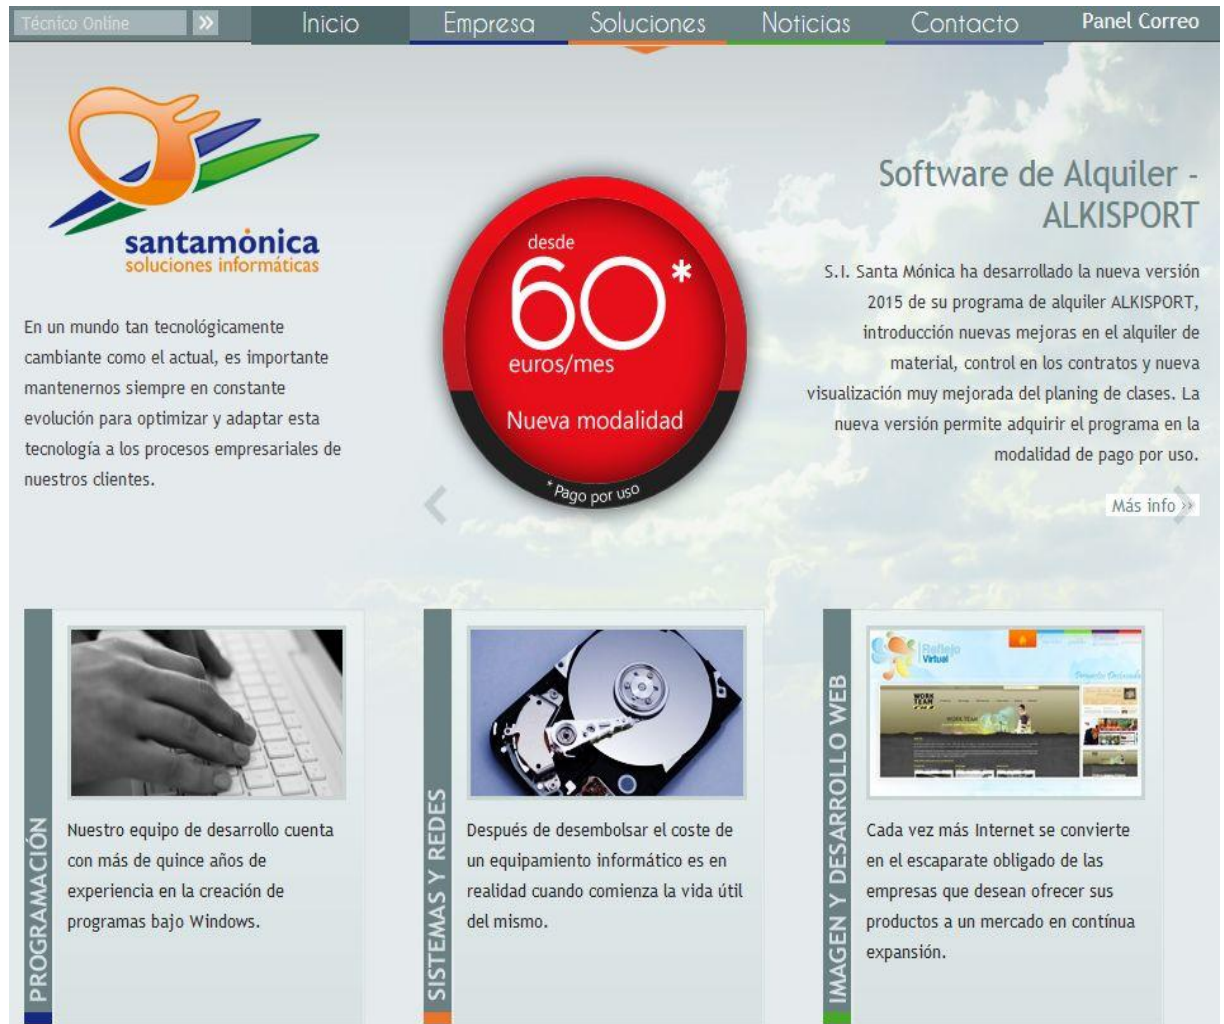 Técnico Online
»
Inicio
Empresa
Soluciones
Noticias
Contacto
Panel Correo
santamònica
soluciones informáticas
En un mundo tan tecnológicamente
cambiante como el actual, es importante
mantenernos siempre en constante
evolución para optimizar y adaptar esta
tecnología a los procesos empresariales de
nuestros clientes.
desde
60*
euros/mes
Nueva modalidad
* Pago por uso
Software de Alquiler -
ALKISPORT
S.I. Santa Mónica ha desarrollado la nueva versión
2015 de su programa de alquiler ALKISPORT,
introducción nuevas mejoras en el alquiler de
material, control en los contratos y nueva
visualización muy mejorada del planing de clases. La
nueva versión permite adquirir el programa en la
modalidad de pago por uso.
Más info »
PROGRAMACIÓN
Nuestro equipo de desarrollo cuenta
con más de quince años de
experiencia en la creación de
programas bajo Windows.
SISTEMAS Y REDES
Después de desembolsar el coste de
un equipamiento informático es en
realidad cuando comienza la vida útil
del mismo.
IMAGEN Y DESARROLLO WEB
Reflejo
Virtual
WORK
TEAM
WORK TEAM
Cada vez más Internet se convierte
en el escaparate obligado de las
empresas que desean ofrecer sus
productos a un mercado en contínua
expansión.